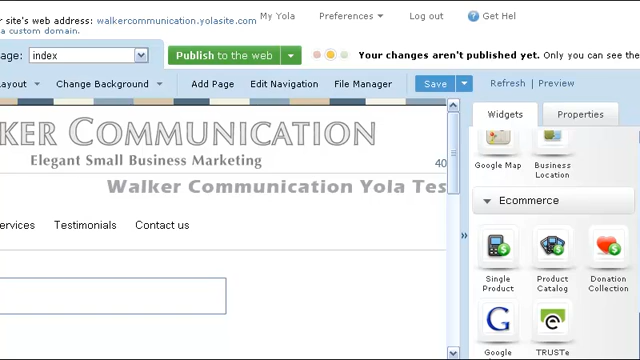 r site's web address: walkercommunication.yolasite.com My Yola Preferences Log out Get Hel
a custom domain.
age: index Publish to the web Your changes aren't published yet. Only you can see the
ayout Change Background Add Page Edit Navigation File Manager Save Refresh Preview
Widgets Properties
LKER COMMUNICATION
Elegant Small Business Marketing
40
Walker Communication Yola Tes
ervices Testimonials Contact us
Google Map Business Location
Ecommerce
Single Product
Product Catalog
Donation Collection
Google TRUSTe